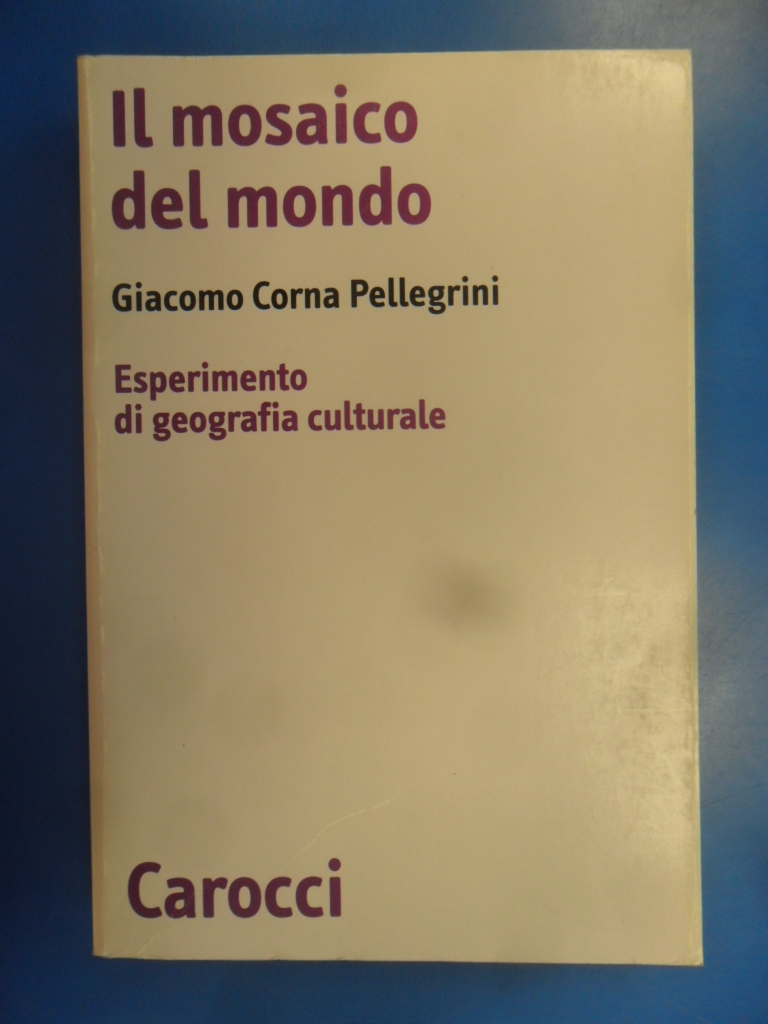 Il mosaico
del mondo
Giacomo Corna Pellegrini
Esperimento
di geografia culturale
Carocci